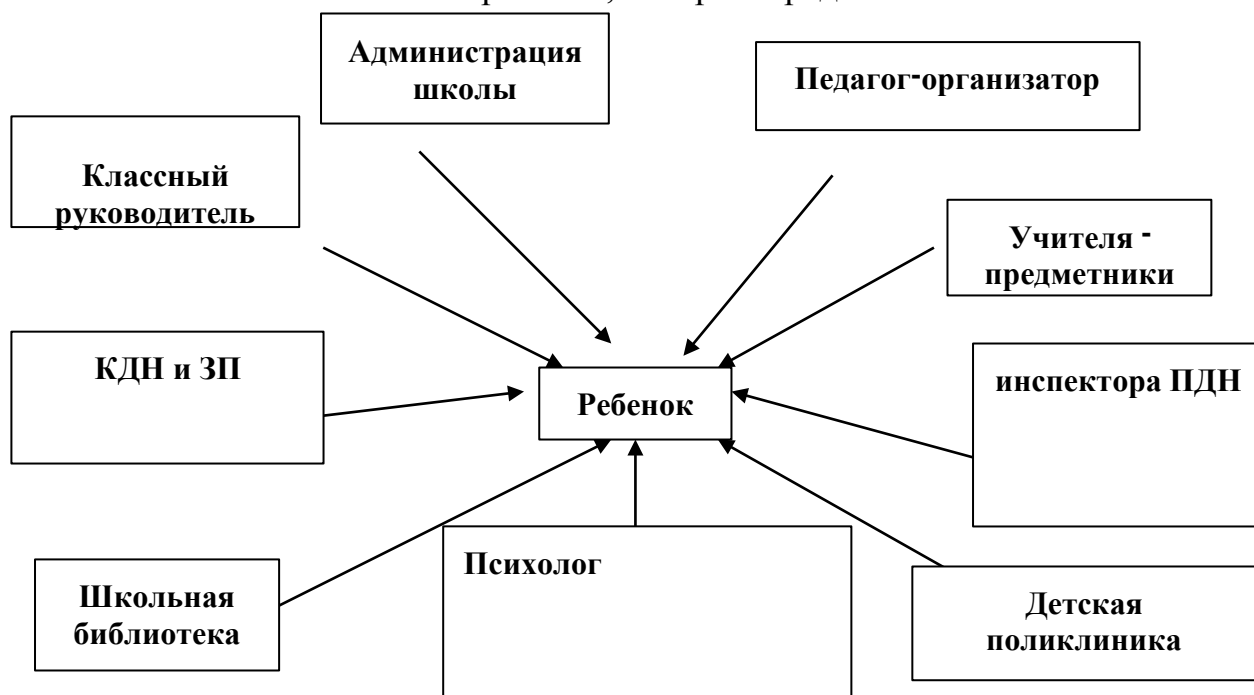 Администрация
школы
Педагог-организатор
Классный
руководитель
Учителя -
предметники
КДН и ЗП
Ребенок
инспектора ПДН
Школьная
библиотека
Психолог
Детская
поликлиника